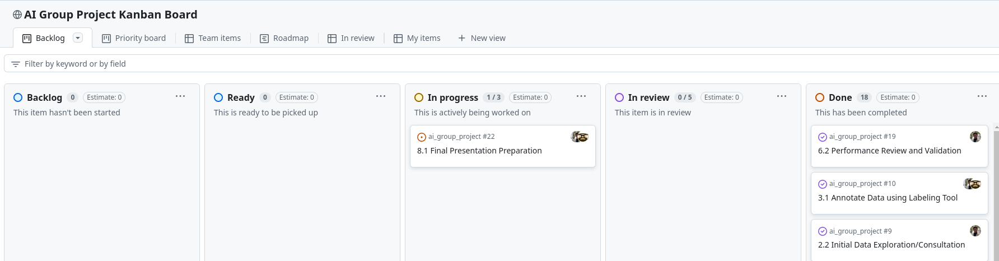 AI Group Project Kanban Board
Backlog
Priority board
Team items
Roadmap
In review
My items
New view
Filter by keyword or by field
Backlog 0 Estimate: 0
This item hasn't been started
Ready 0 Estimate: 0
This is ready to be picked up
In progress 1 / 3 Estimate: 0
This is actively being worked on
ai_group_project #22
8.1 Final Presentation Preparation
In review 0 / 5 Estimate: 0
This item is in review
Done 18 Estimate: 0
This has been completed
ai_group_project #19
6.2 Performance Review and Validation
ai_group_project #10
3.1 Annotate Data using Labeling Tool
ai_group_project #9
2.2 Initial Data Exploration/Consultation